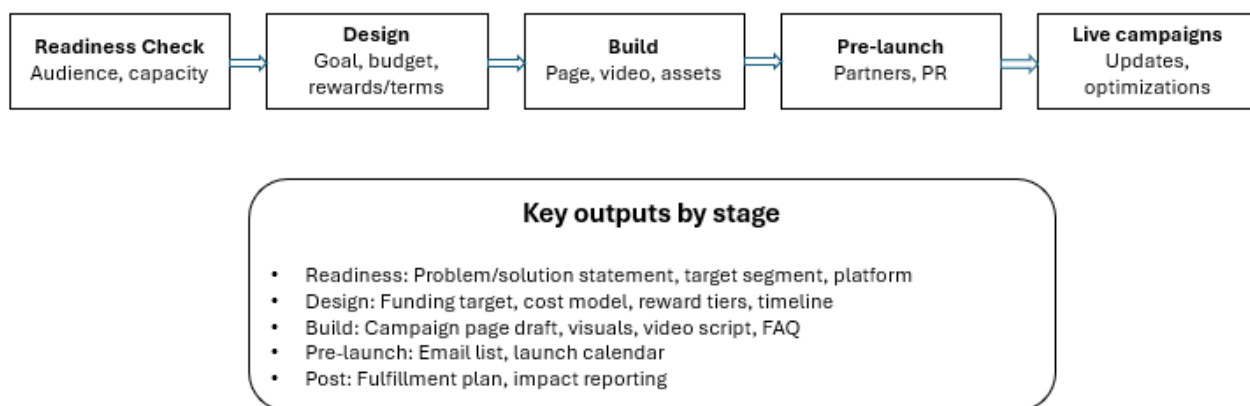 Readiness Check
Audience, capacity
Design
Goal, budget,
rewards/terms
Build
Page, video, assets
Pre-launch
Partners, PR
Live campaigns
Updates,
optimizations
Key outputs by stage
• Readiness: Problem/solution statement, target segment, platform
• Design: Funding target, cost model, reward tiers, timeline
• Build: Campaign page draft, visuals, video script, FAQ
• Pre-launch: Email list, launch calendar
• Post: Fulfillment plan, impact reporting